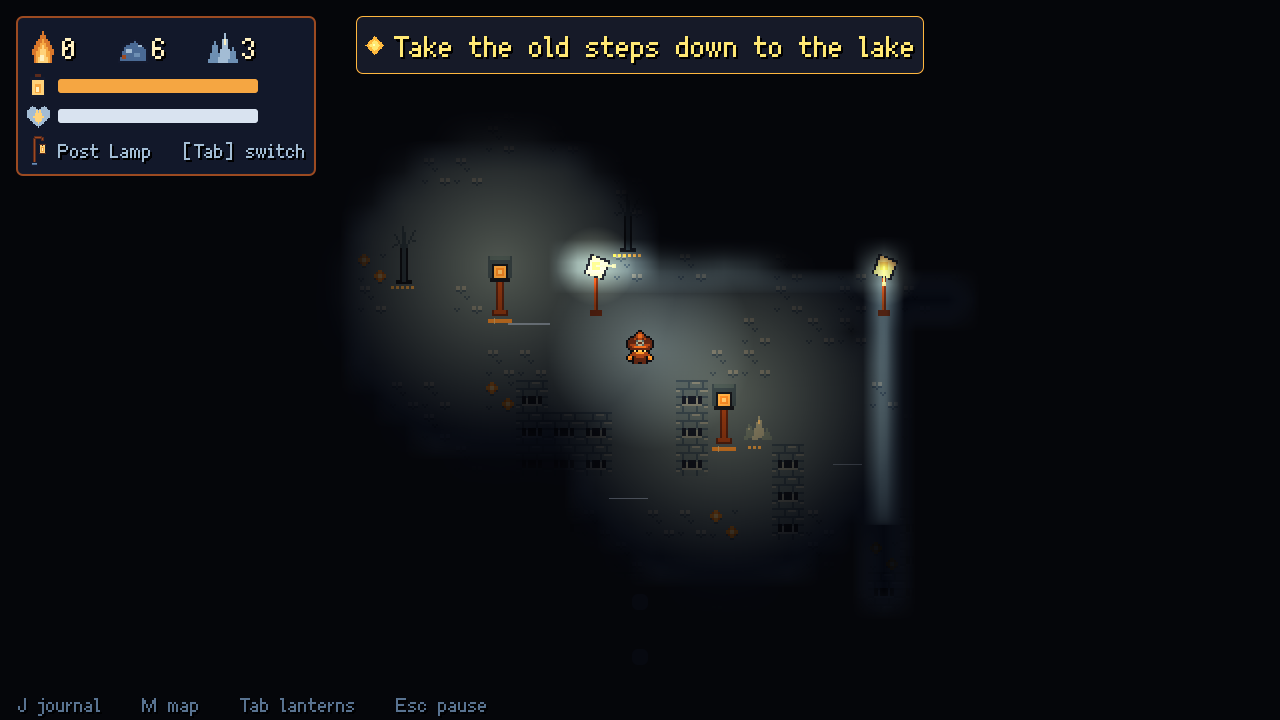 0 6 3
Take the old steps down to the lake
Post Lamp [Tab] switch
J journal M map Tab lanterns Esc pause